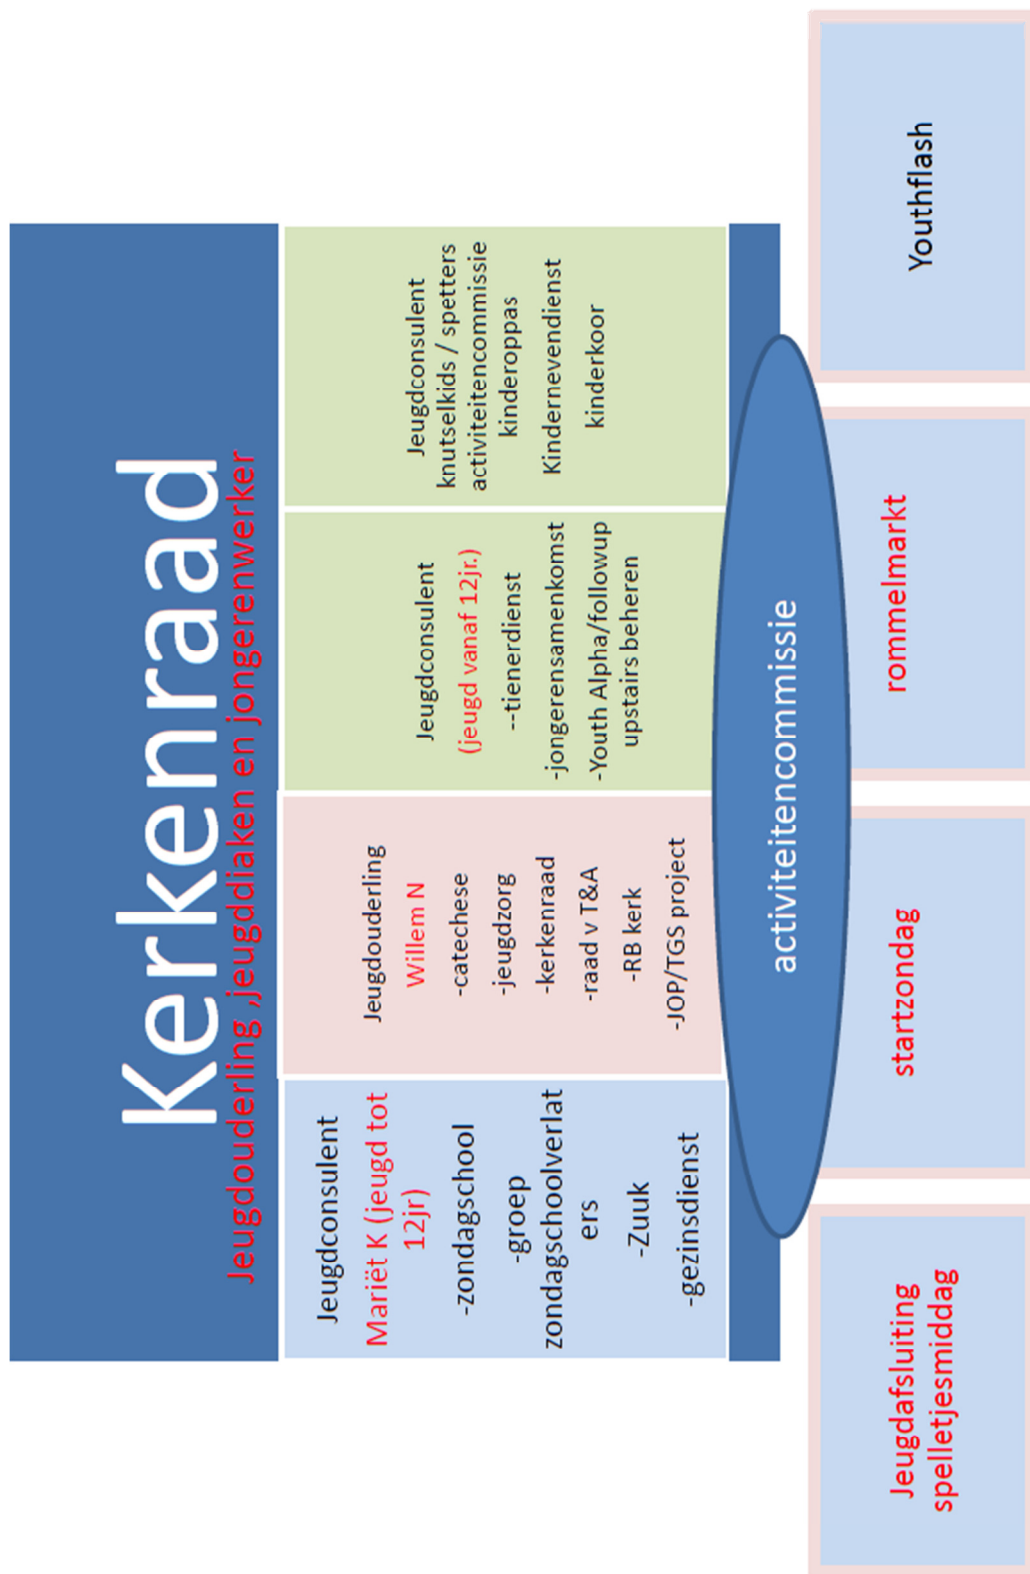 Kerkenraad
Jeugdouderling ,jeugddiaken en jongerenwerker
Jeugdconsulent
Mariët K (jeugd tot
12jr)
-zondagschool
-groep
zondagschoolverlat
ers
-Zuuk
-gezinsdienst
Jeugdouderling
Willem N
-catechese
-jeugdzorg
-kerkenraad
-raad v T&A
-RB kerk
-JOP/TGS project
Jeugdconsulent
(jeugd vanaf 12jr.)
--tienerdienst
-jongerensamenkomst
-Youth Alpha/followup
upstairs beheren
Jeugdconsulent
knutselkids / spetters
activiteitencommissie
kinderoppas
Kindernevendienst
kinderkoor
activiteitencommissie
Jeugdafsluiting
spelletjesmiddag
startzondag
rommelmarkt
Youthflash